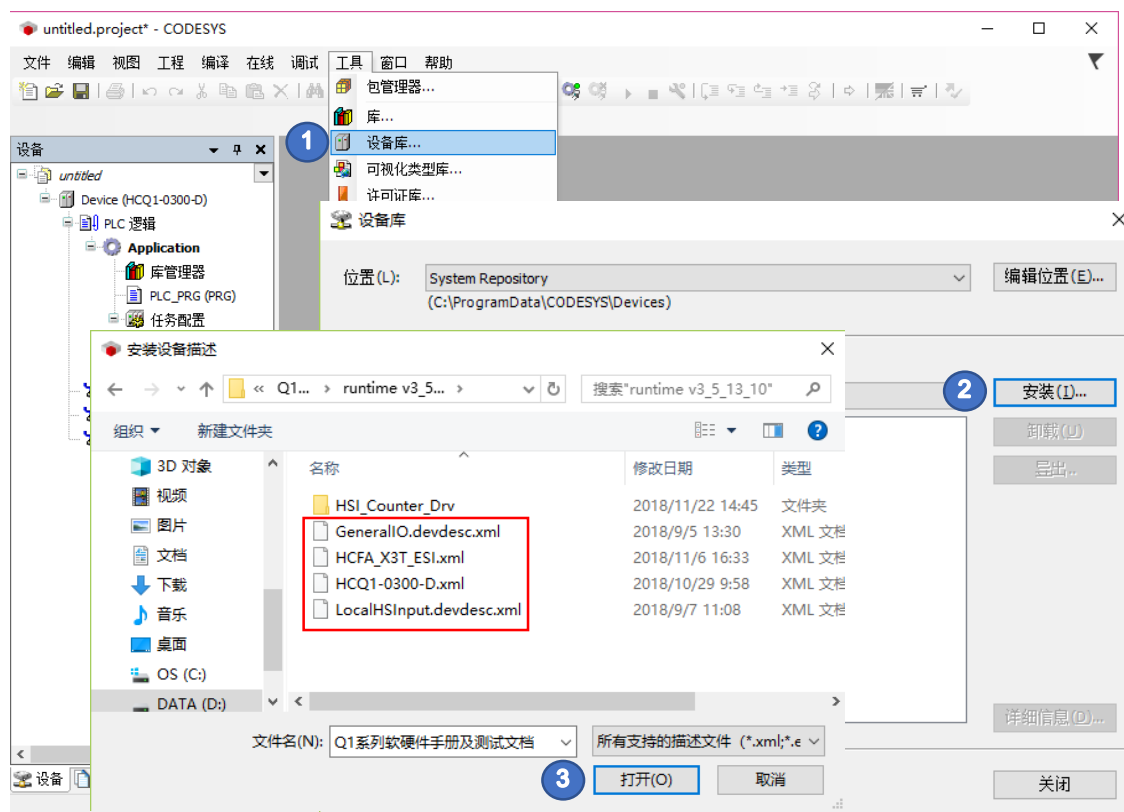 untitled.project* - CODESYS
文件 编辑 视图 工程 编译 在线 调试 工具 窗口 帮助
包管理器...
库...
1 设备库...
可视化类型库...
许可证库...
设备
untitled
Device (HCQ1-0300-D)
PLC 逻辑
Application
库管理器
PLC_PRG (PRG)
任务配置
设备库
位置(L): System Repository 编辑位置(E)...
(C:\ProgramData\CODESYS\Devices)
2 安装(I)...
卸载(U)
导出...
详细信息(D)...
关闭
安装设备描述
« Q1... › runtime v3_5... › 搜索"runtime v3_5_13_10"
组织 新建文件夹
3D 对象
视频
图片
文档
下载
音乐
桌面
OS (C:)
DATA (D:)
名称 修改日期 类型
HSI_Counter_Drv 2018/11/22 14:45 文件夹
GeneralIO.devdesc.xml 2018/9/5 13:30 XML 文档
HCFA_X3T_ESI.xml 2018/11/6 16:33 XML 文档
HCQ1-0300-D.xml 2018/10/29 9:58 XML 文档
LocalHSInput.devdesc.xml 2018/9/7 11:08 XML 文档
文件名(N): Q1系列软硬件手册及测试文档 所有支持的描述文件 (*.xml;*.e
3 打开(O) 取消
设备